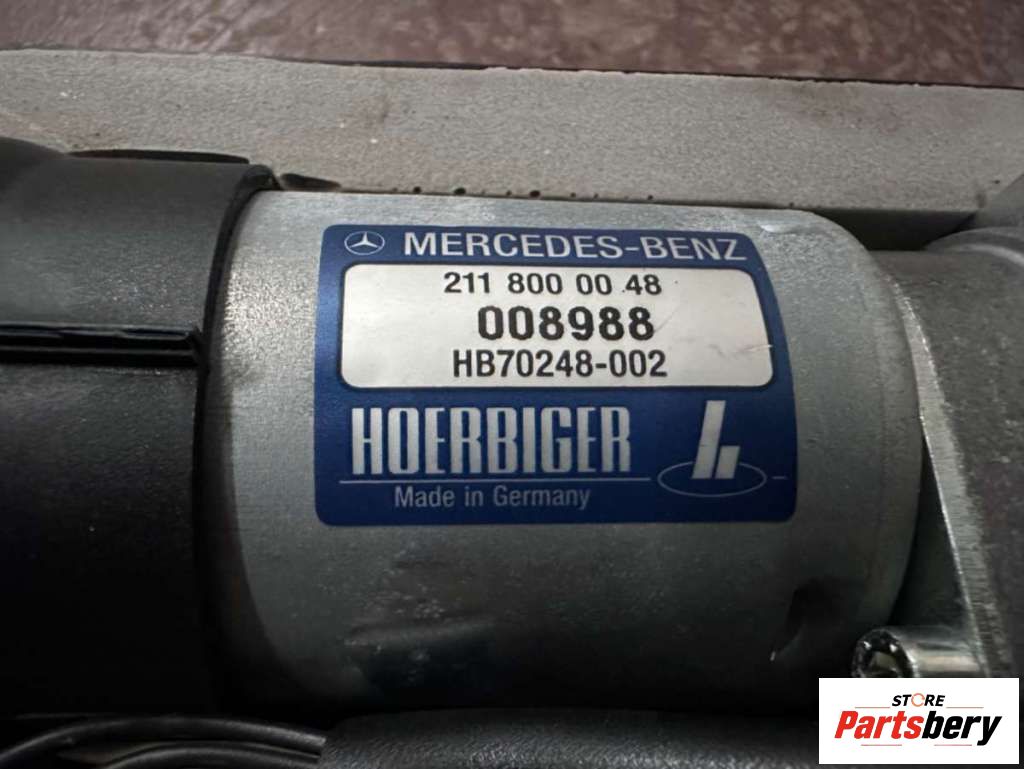 MERCEDES-BENZ
211 800 00 48
008988
HB70248-002
HOERBIGER
Made in Germany
STORE
Partsbery